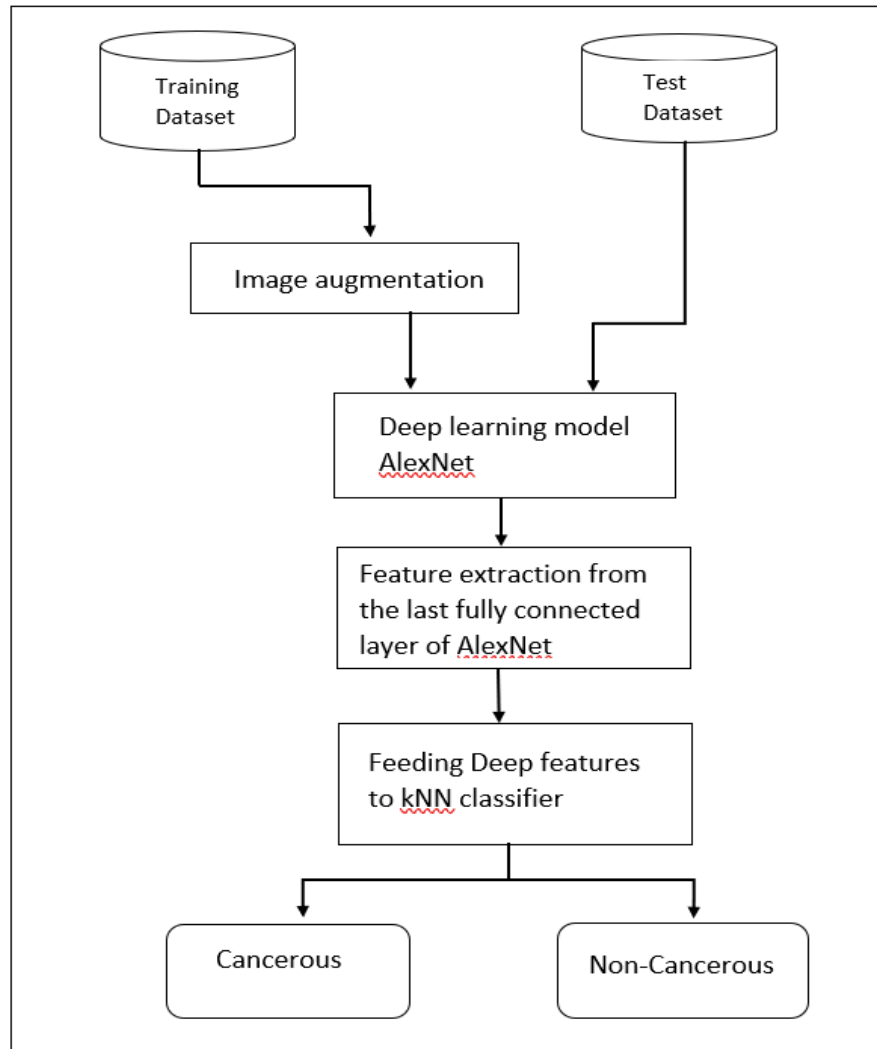 Training
Dataset
Test
Dataset
Image augmentation
Deep learning model
AlexNet
Feature extraction from
the last fully connected
layer of AlexNet
Feeding Deep features
to kNN classifier
Cancerous
Non-Cancerous